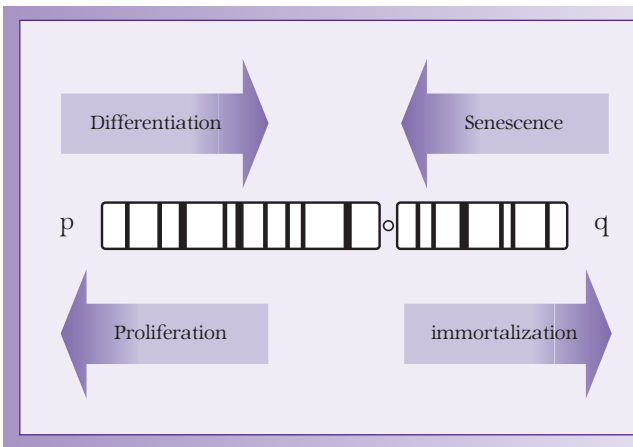 Differentiation
Senescence
p
q
Proliferation
immortalization